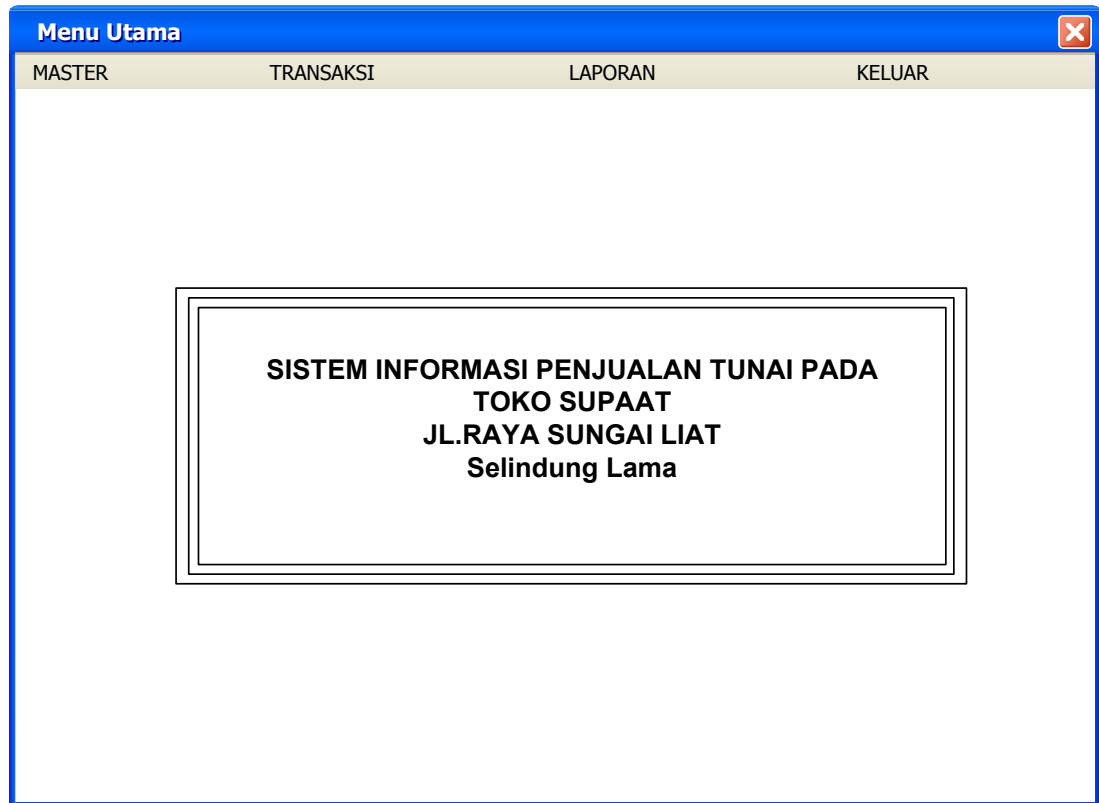 Menu Utama
MASTER TRANSAKSI LAPORAN KELUAR
SISTEM INFORMASI PENJUALAN TUNAI PADA
TOKO SUPAAT
JL.RAYA SUNGAI LIAT
Selindung Lama